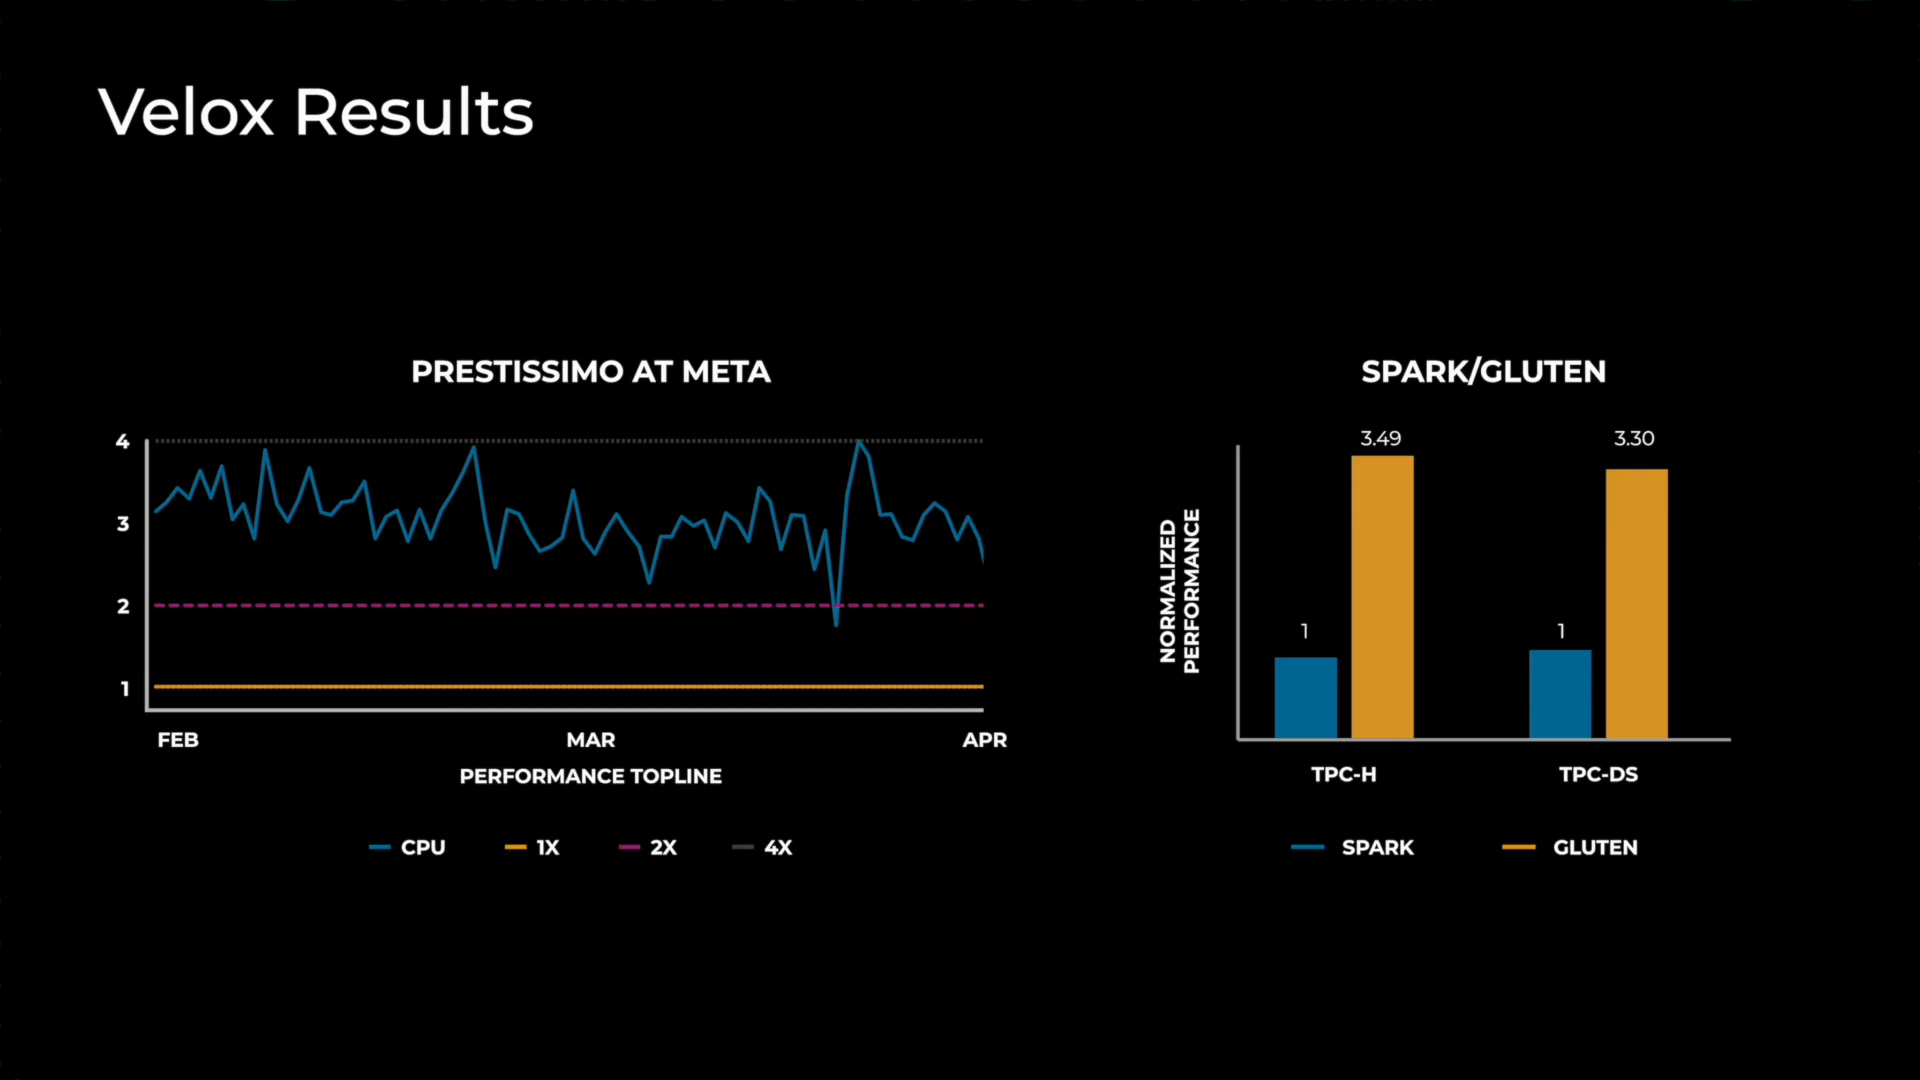 Velox Results
PRESTISSIMO AT META
4
3
2
1
FEB MAR APR
PERFORMANCE TOPLINE
CPU 1X 2X 4X
SPARK/GLUTEN
NORMALIZED
PERFORMANCE
3.49 3.30
1 1
TPC-H TPC-DS
SPARK GLUTEN